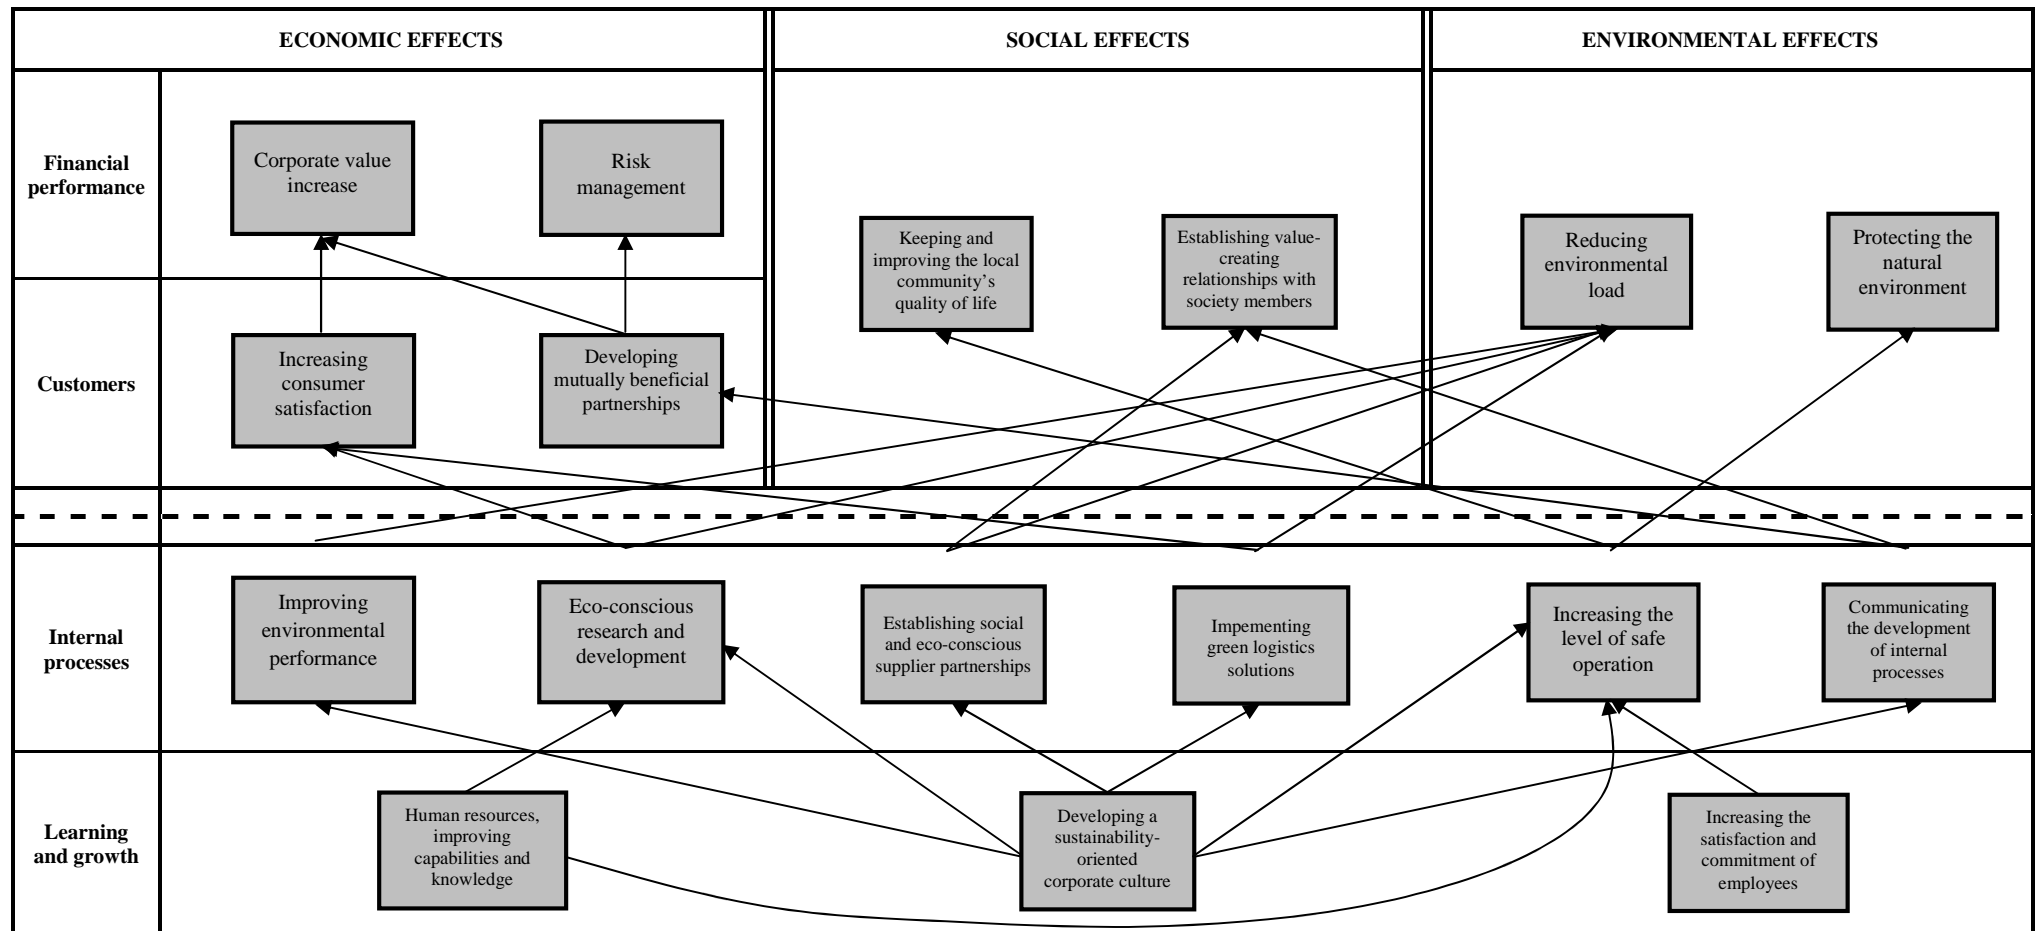 ECONOMIC EFFECTS
SOCIAL EFFECTS
ENVIRONMENTAL EFFECTS
Financial
performance
Corporate value
increase
Risk
management
Keeping and
improving the local
community's
quality of life
Establishing value-
creating
relationships with
society members
Reducing
environmental
load
Protecting the
natural
environment
Customers
Increasing
consumer
satisfaction
Developing
mutually beneficial
partnerships
Internal
processes
Improving
environmental
performance
Eco-conscious
research and
development
Establishing social
and eco-conscious
supplier partnerships
Impementing
green logistics
solutions
Increasing the
level of safe
operation
Communicating
the development
of internal
processes
Learning
and growth
Human resources,
improving
capabilities and
knowledge
Developing a
sustainability-
oriented
corporate culture
Increasing the
satisfaction and
commitment of
employees